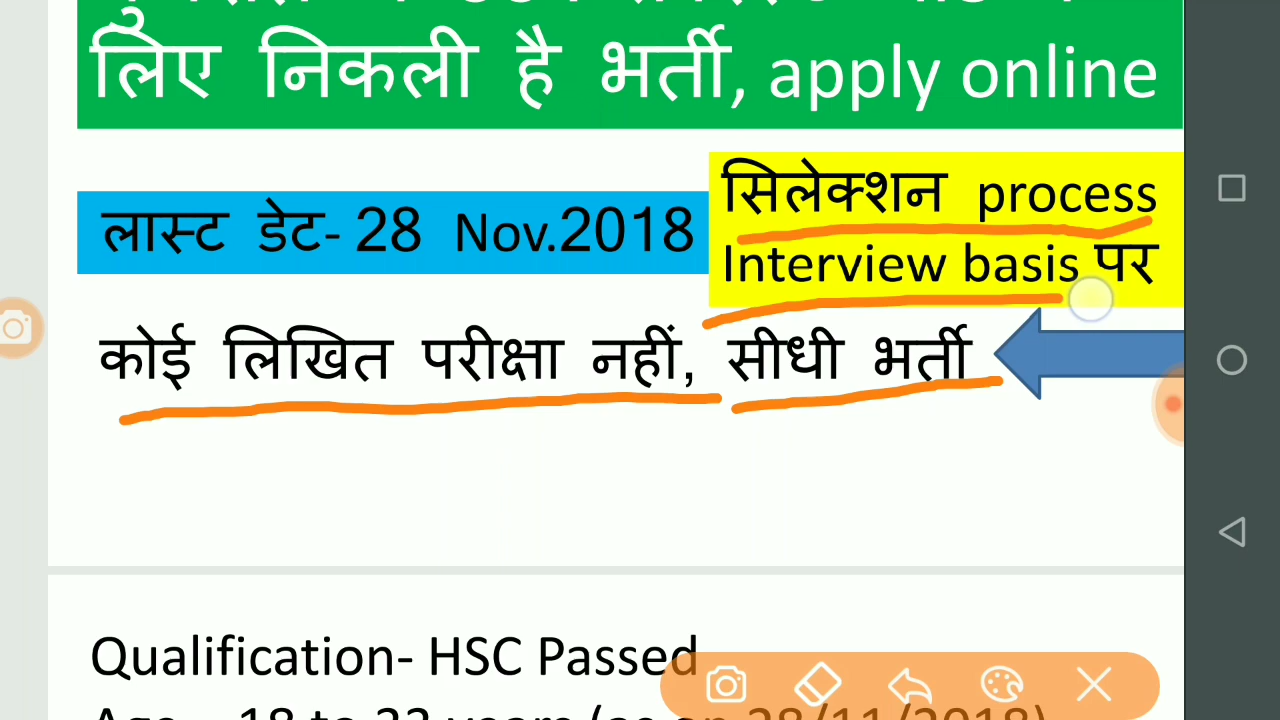 लिए निकली है भर्ती, apply online
लास्ट डेट- 28 Nov.2018
सिलेक्शन process
Interview basis पर
कोई लिखित परीक्षा नहीं, सीधी भर्ती
Qualification- HSC Passed